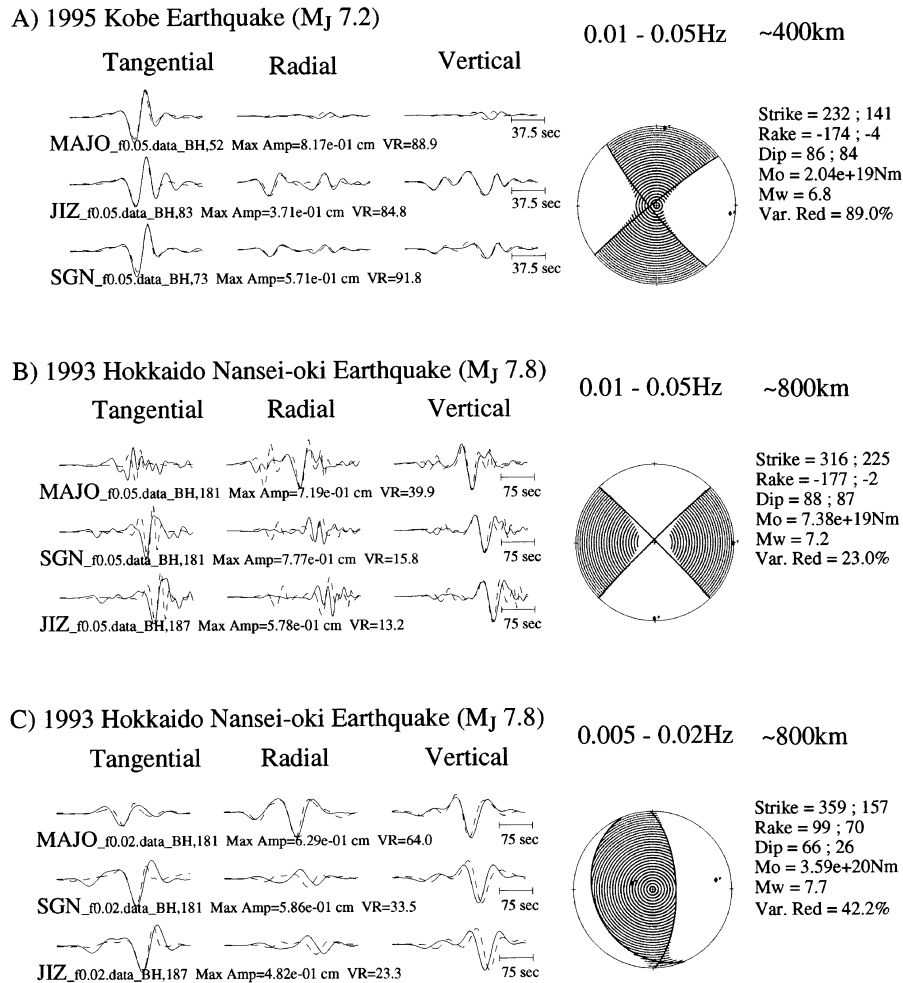 A) 1995 Kobe Earthquake (MJ 7.2)
0.01 - 0.05Hz ~400km
Tangential Radial Vertical
37.5 sec
MAJO_f0.05.data_BH,52 Max Amp=8.17e-01 cm VR=88.9
37.5 sec
JIZ_f0.05.data_BH,83 Max Amp=3.71e-01 cm VR=84.8
37.5 sec
SGN_f0.05.data_BH,73 Max Amp=5.71e-01 cm VR=91.8
Strike = 232 ; 141
Rake = -174 ; -4
Dip = 86 ; 84
Mo = 2.04e+19Nm
Mw = 6.8
Var. Red = 89.0%
B) 1993 Hokkaido Nansei-oki Earthquake (MJ 7.8)
0.01 - 0.05Hz ~800km
Tangential Radial Vertical
75 sec
MAJO_f0.05.data_BH,181 Max Amp=7.19e-01 cm VR=39.9
75 sec
SGN_f0.05.data_BH,181 Max Amp=7.77e-01 cm VR=15.8
75 sec
JIZ_f0.05.data_BH,187 Max Amp=5.78e-01 cm VR=13.2
Strike = 316 ; 225
Rake = -177 ; -2
Dip = 88 ; 87
Mo = 7.38e+19Nm
Mw = 7.2
Var. Red = 23.0%
C) 1993 Hokkaido Nansei-oki Earthquake (MJ 7.8)
0.005 - 0.02Hz ~800km
Tangential Radial Vertical
75 sec
MAJO_f0.02.data_BH,181 Max Amp=6.29e-01 cm VR=64.0
75 sec
SGN_f0.02.data_BH,181 Max Amp=5.86e-01 cm VR=33.5
75 sec
JIZ_f0.02.data_BH,187 Max Amp=4.82e-01 cm VR=23.3
Strike = 359 ; 157
Rake = 99 ; 70
Dip = 66 ; 26
Mo = 3.59e+20Nm
Mw = 7.7
Var. Red = 42.2%